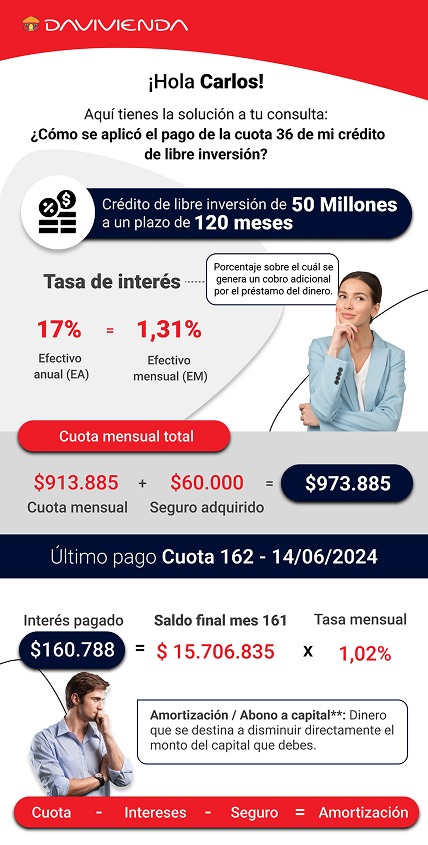 DAVIVIENDA
¡Hola Carlos!
Aquí tienes la solución a tu consulta:
¿Cómo se aplicó el pago de la cuota 36 de mi crédito
de libre inversión?
Crédito de libre inversión de 50 Millones
a un plazo de 120 meses
Tasa de interés
Porcentaje sobre el cuál se
genera un cobro adicional
por el préstamo del dinero.
17% = 1,31%
Efectivo
anual (EA)
Efectivo
mensual (EM)
Cuota mensual total
$913.885 + $60.000 = $973.885
Cuota mensual Seguro adquirido
Último pago Cuota 162 - 14/06/2024
Interés pagado Saldo final mes 161 Tasa mensual
$160.788 = $ 15.706.835 x 1,02%
Amortización / Abono a capital**: Dinero
que se destina a disminuir directamente el
monto del capital que debes.
Cuota - Intereses - Seguro = Amortización